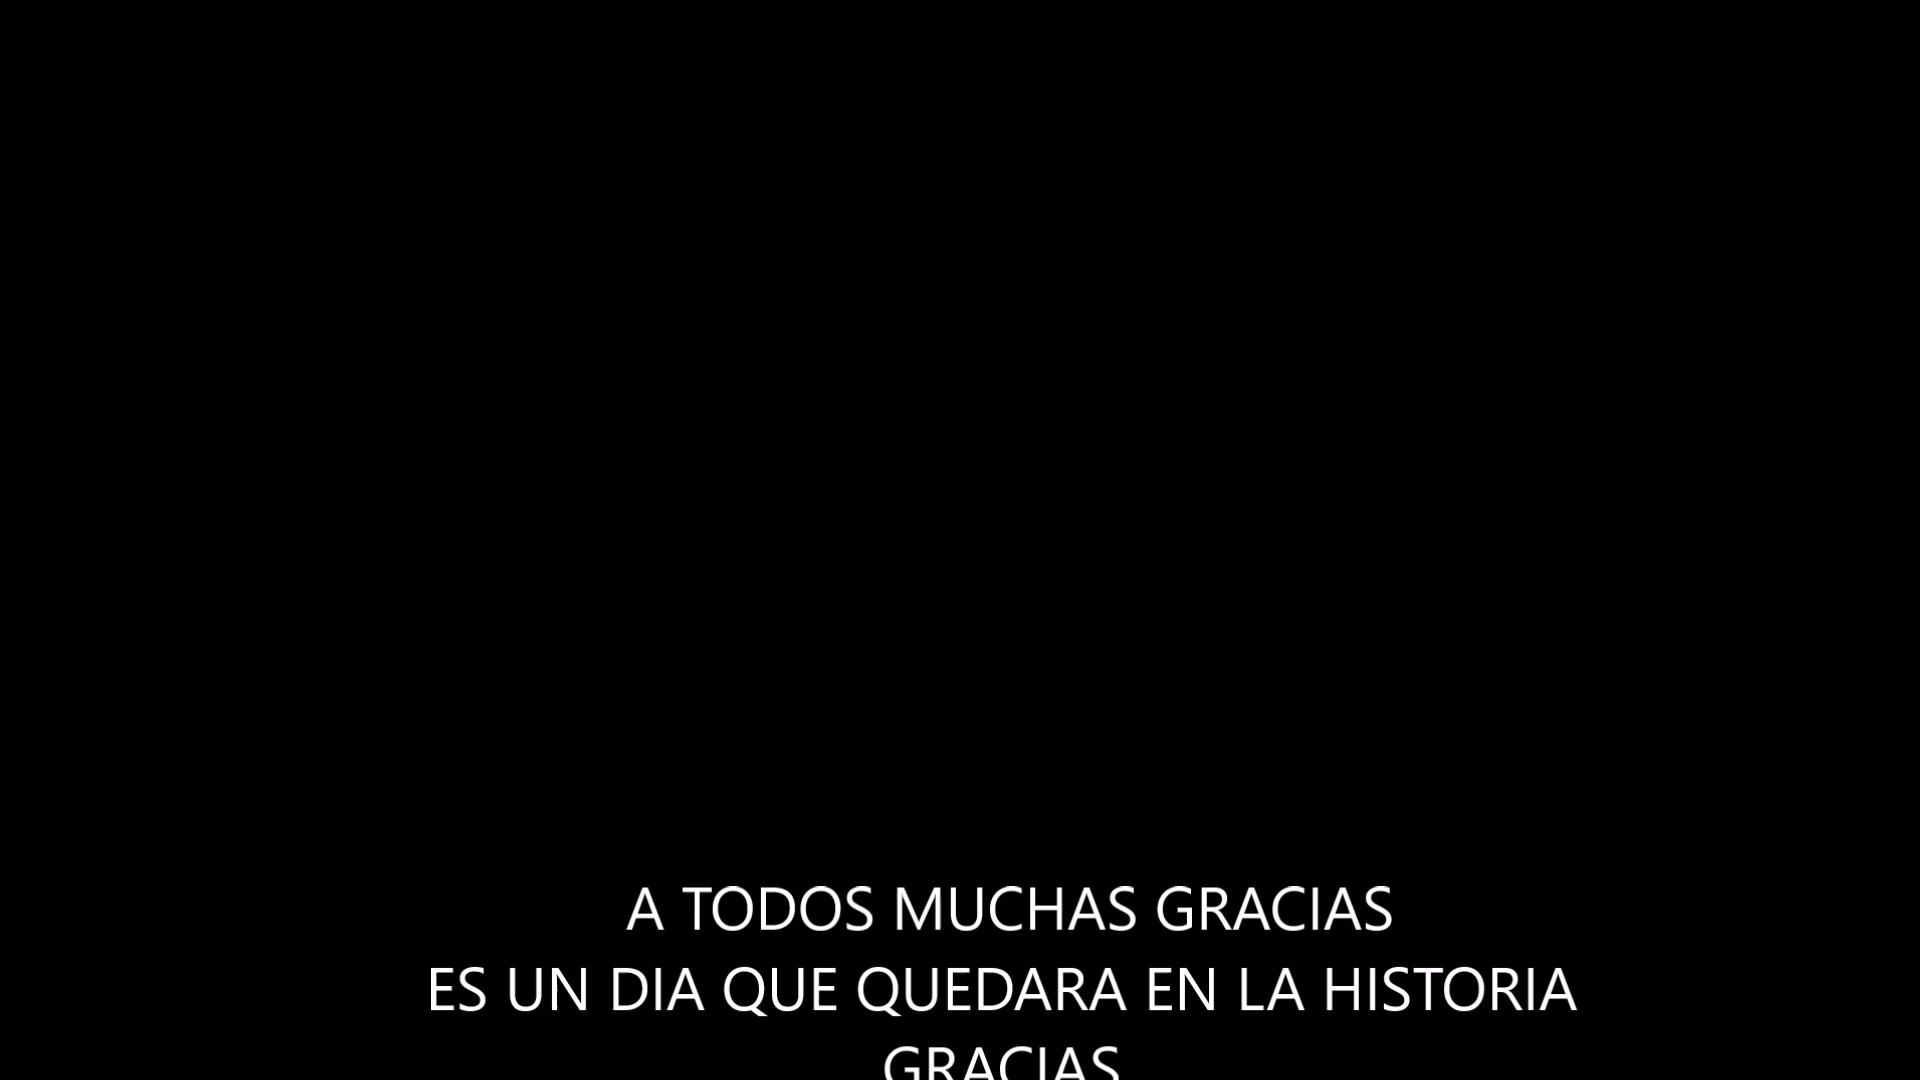 A TODOS MUCHAS GRACIAS
ES UN DIA QUE QUEDARA EN LA HISTORIA
GRACIAS